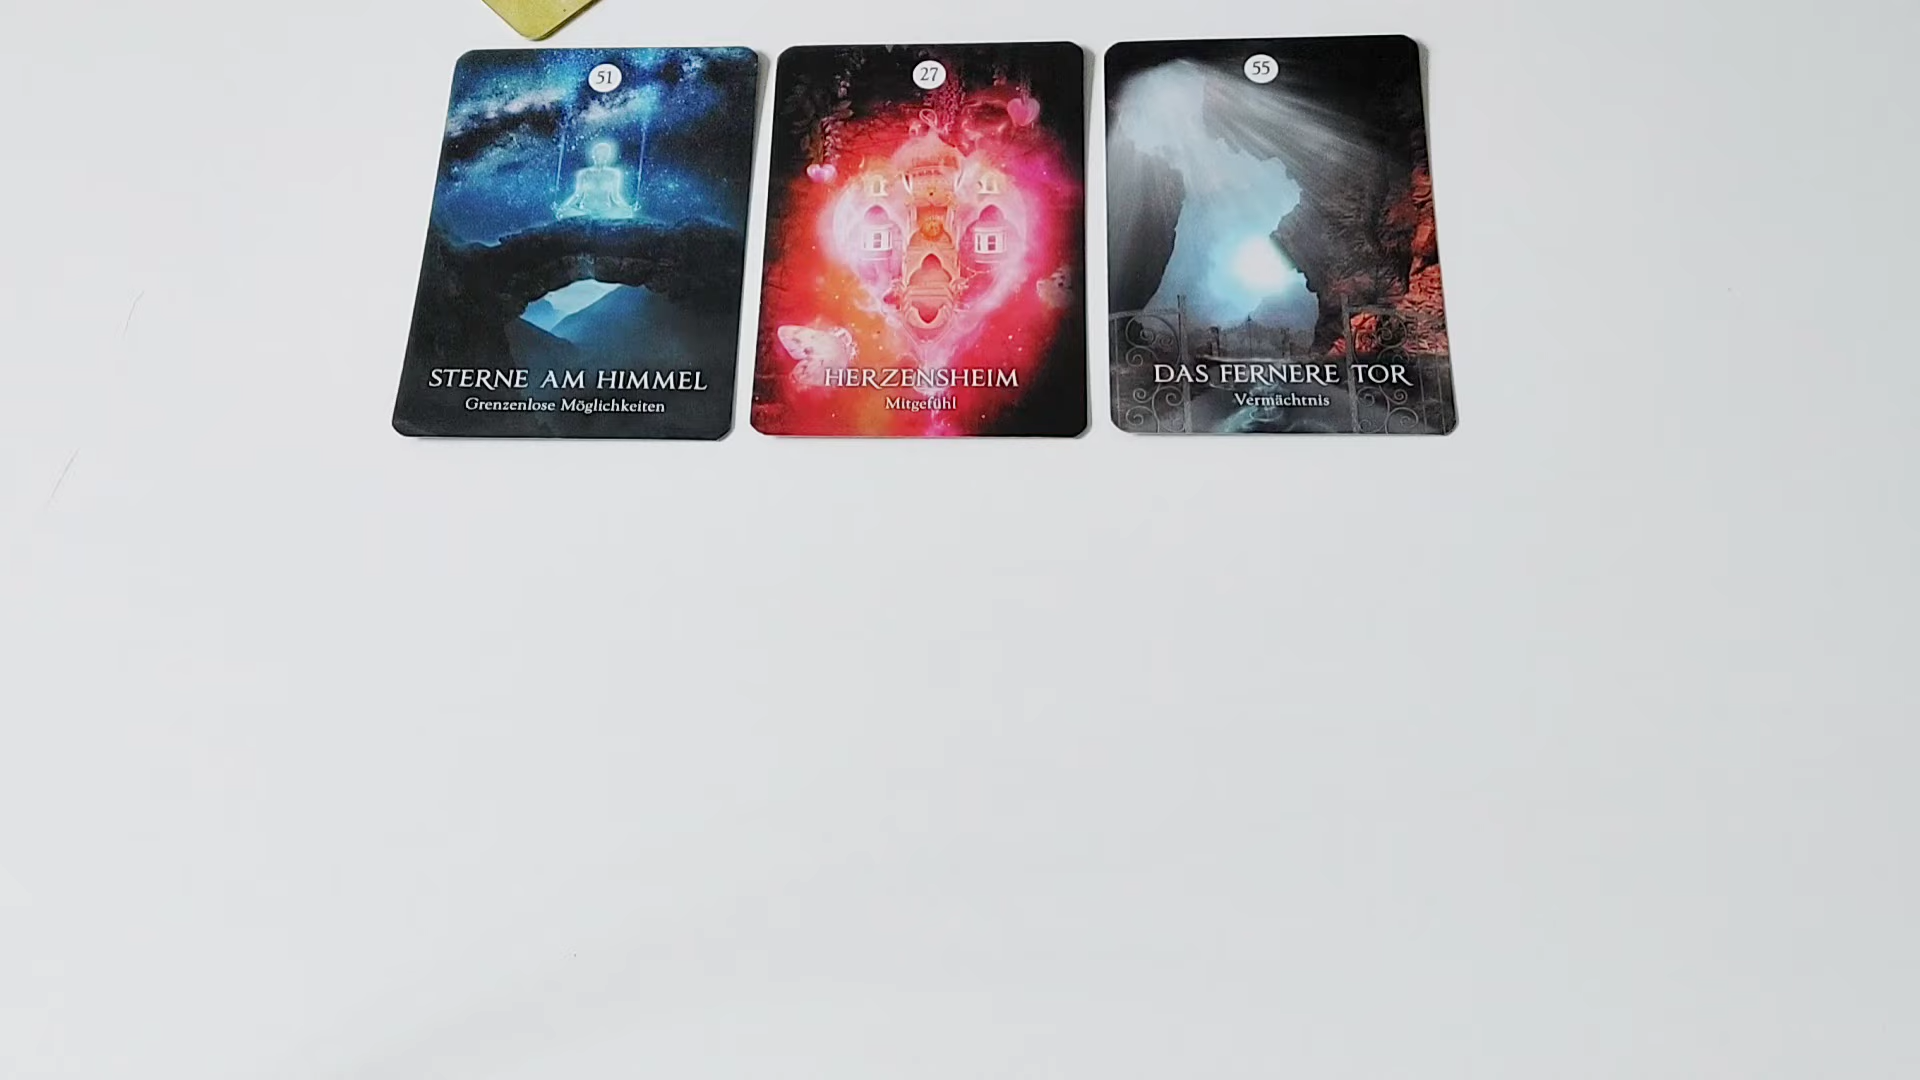 51
STERNE AM HIMMEL
Grenzenlose Möglichkeiten
27
HERZENSHEIM
Mitgefühl
55
DAS FERNERE TOR
Vermächtnis